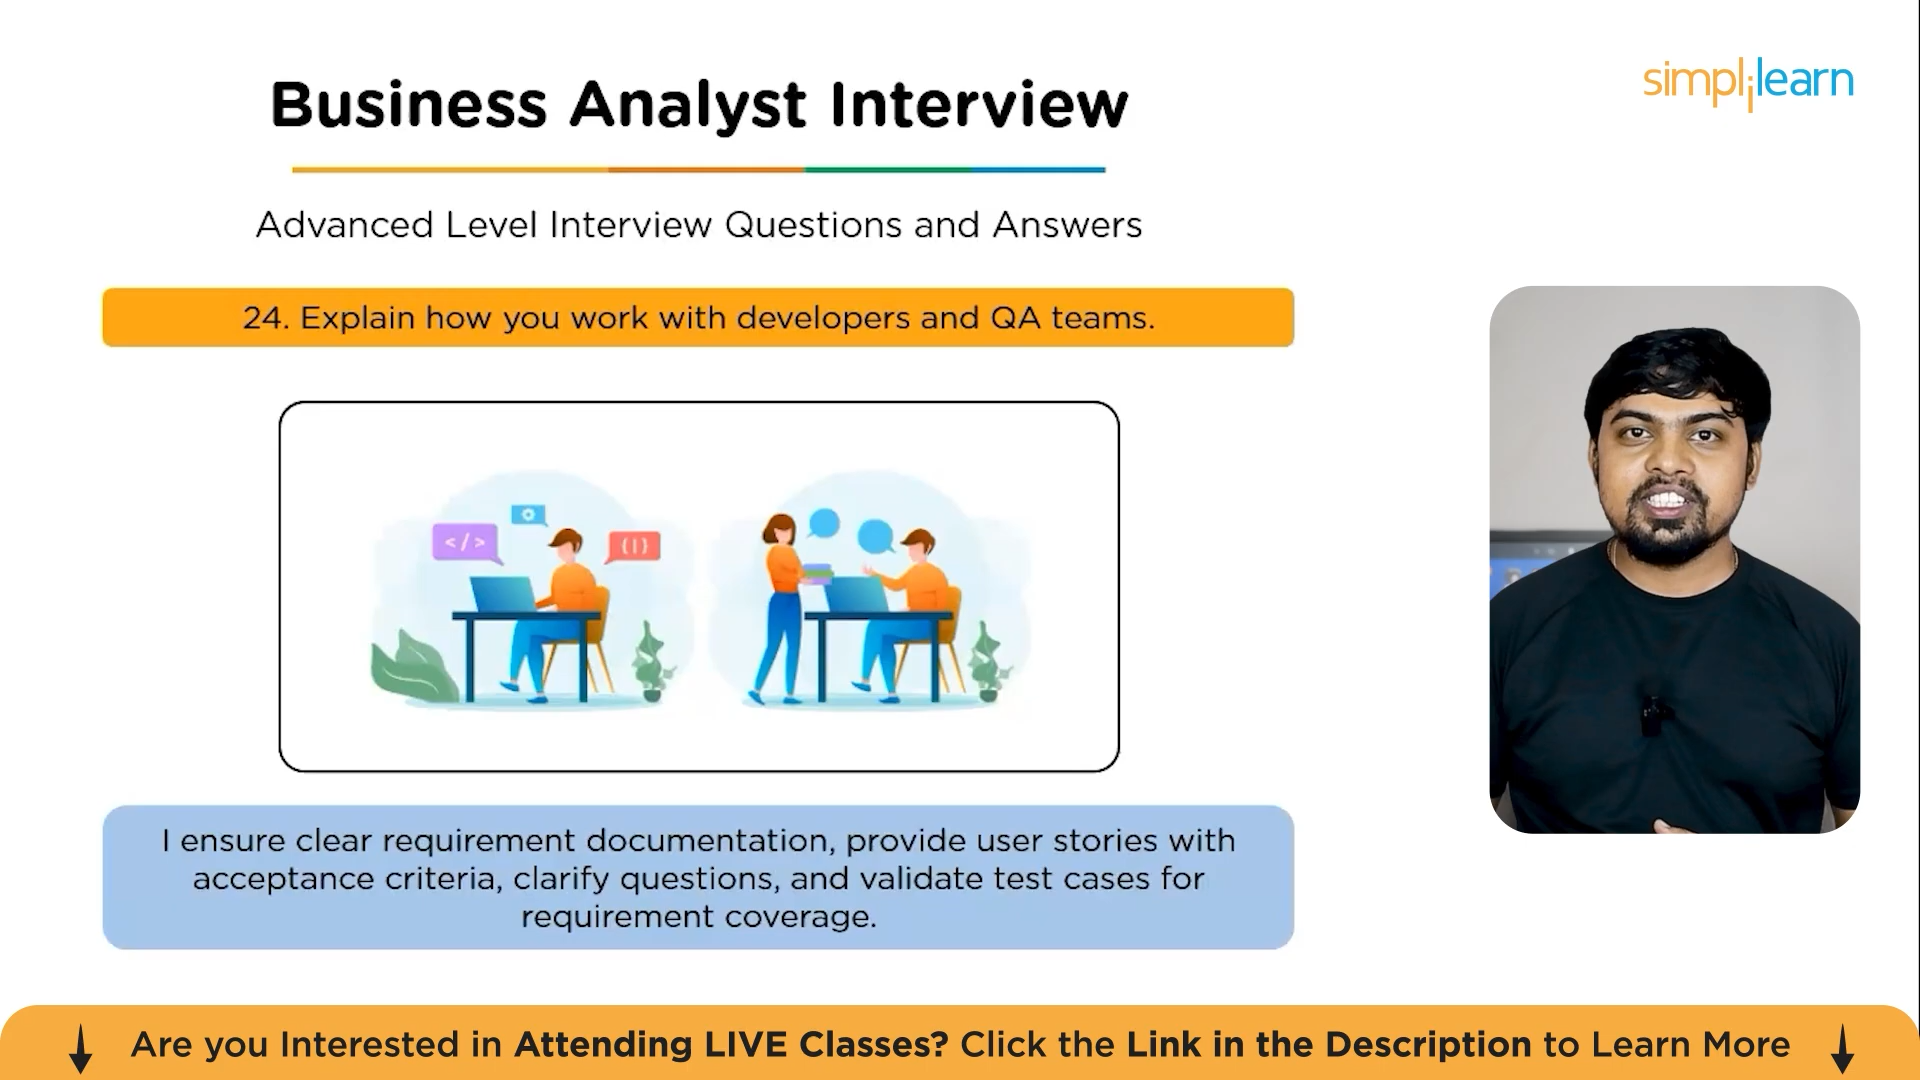 simplilearn
Business Analyst Interview
Advanced Level Interview Questions and Answers
24. Explain how you work with developers and QA teams.
</>
{|}
I ensure clear requirement documentation, provide user stories with
acceptance criteria, clarify questions, and validate test cases for
requirement coverage.
Are you Interested in Attending LIVE Classes? Click the Link in the Description to Learn More